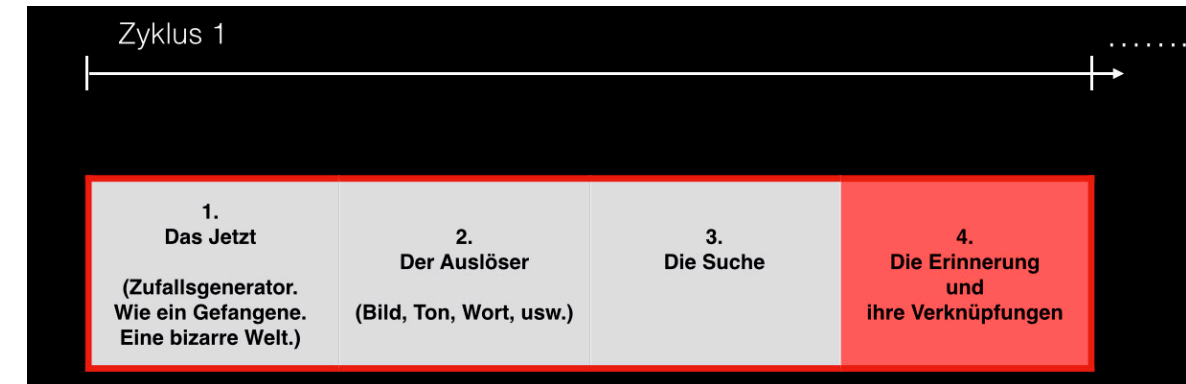 Zyklus 1
.......
1.
Das Jetzt
(Zufallsgenerator.
Wie ein Gefangene.
Eine bizarre Welt.)
2.
Der Auslöser
(Bild, Ton, Wort, usw.)
3.
Die Suche
4.
Die Erinnerung
und
ihre Verknüpfungen